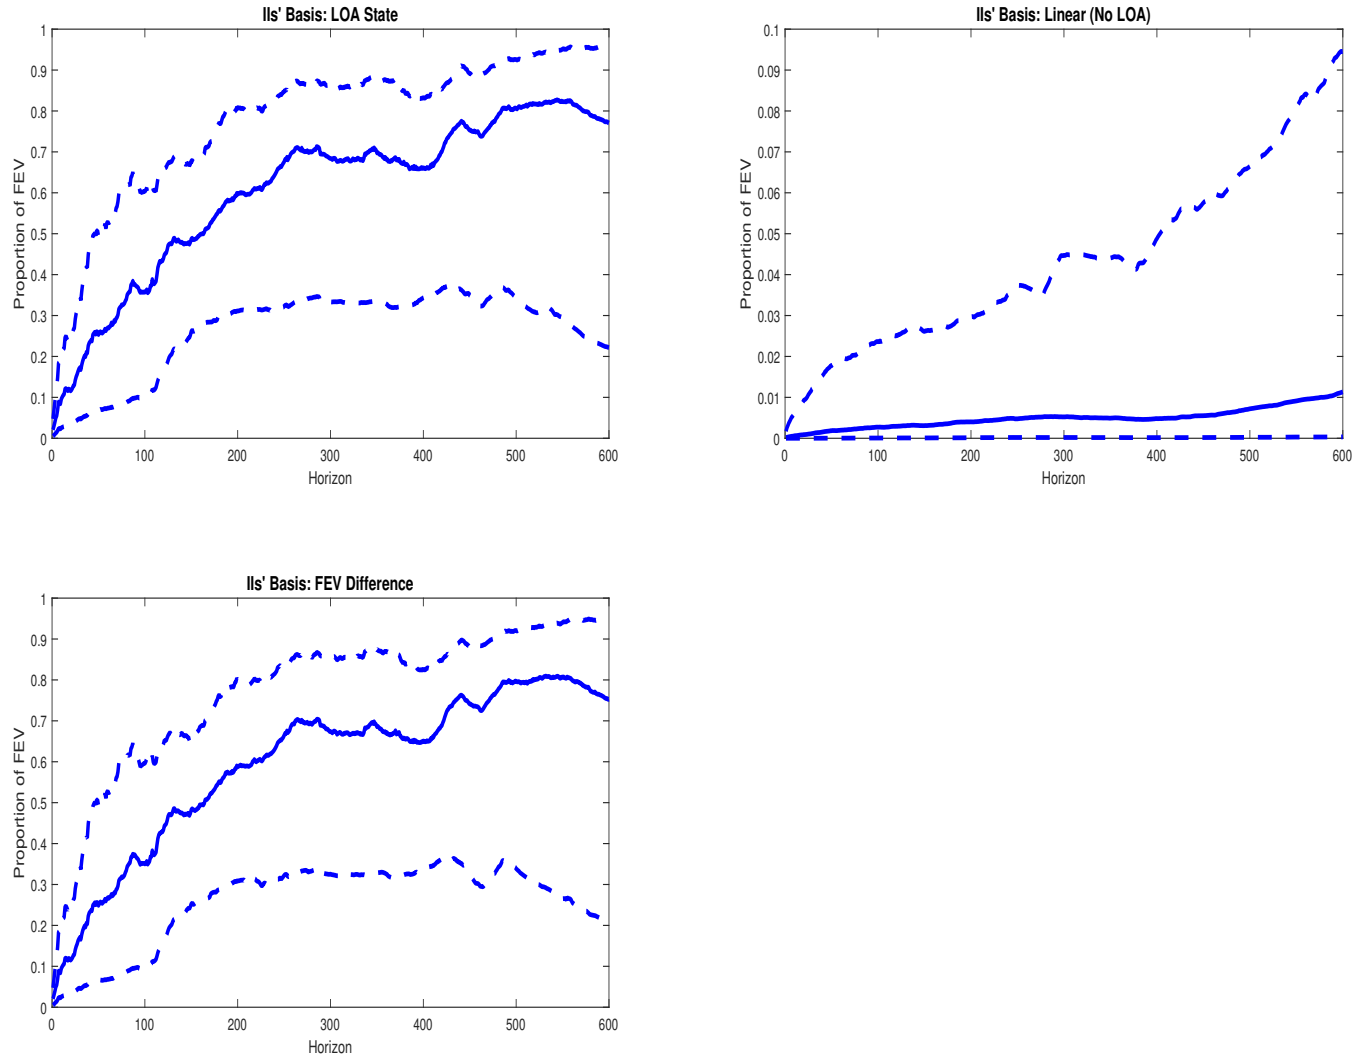 IIs' Basis: LOA State
1
0.9
0.8
0.7
0.6
0.5
0.4
0.3
0.2
0.1
0
Proportion of FEV
0 100 200 300 400 500 600
Horizon
IIs' Basis: Linear (No LOA)
0.1
0.09
0.08
0.07
0.06
0.05
0.04
0.03
0.02
0.01
0
Proportion of FEV
0 100 200 300 400 500 600
Horizon
IIs' Basis: FEV Difference
1
0.9
0.8
0.7
0.6
0.5
0.4
0.3
0.2
0.1
0
Proportion of FEV
0 100 200 300 400 500 600
Horizon